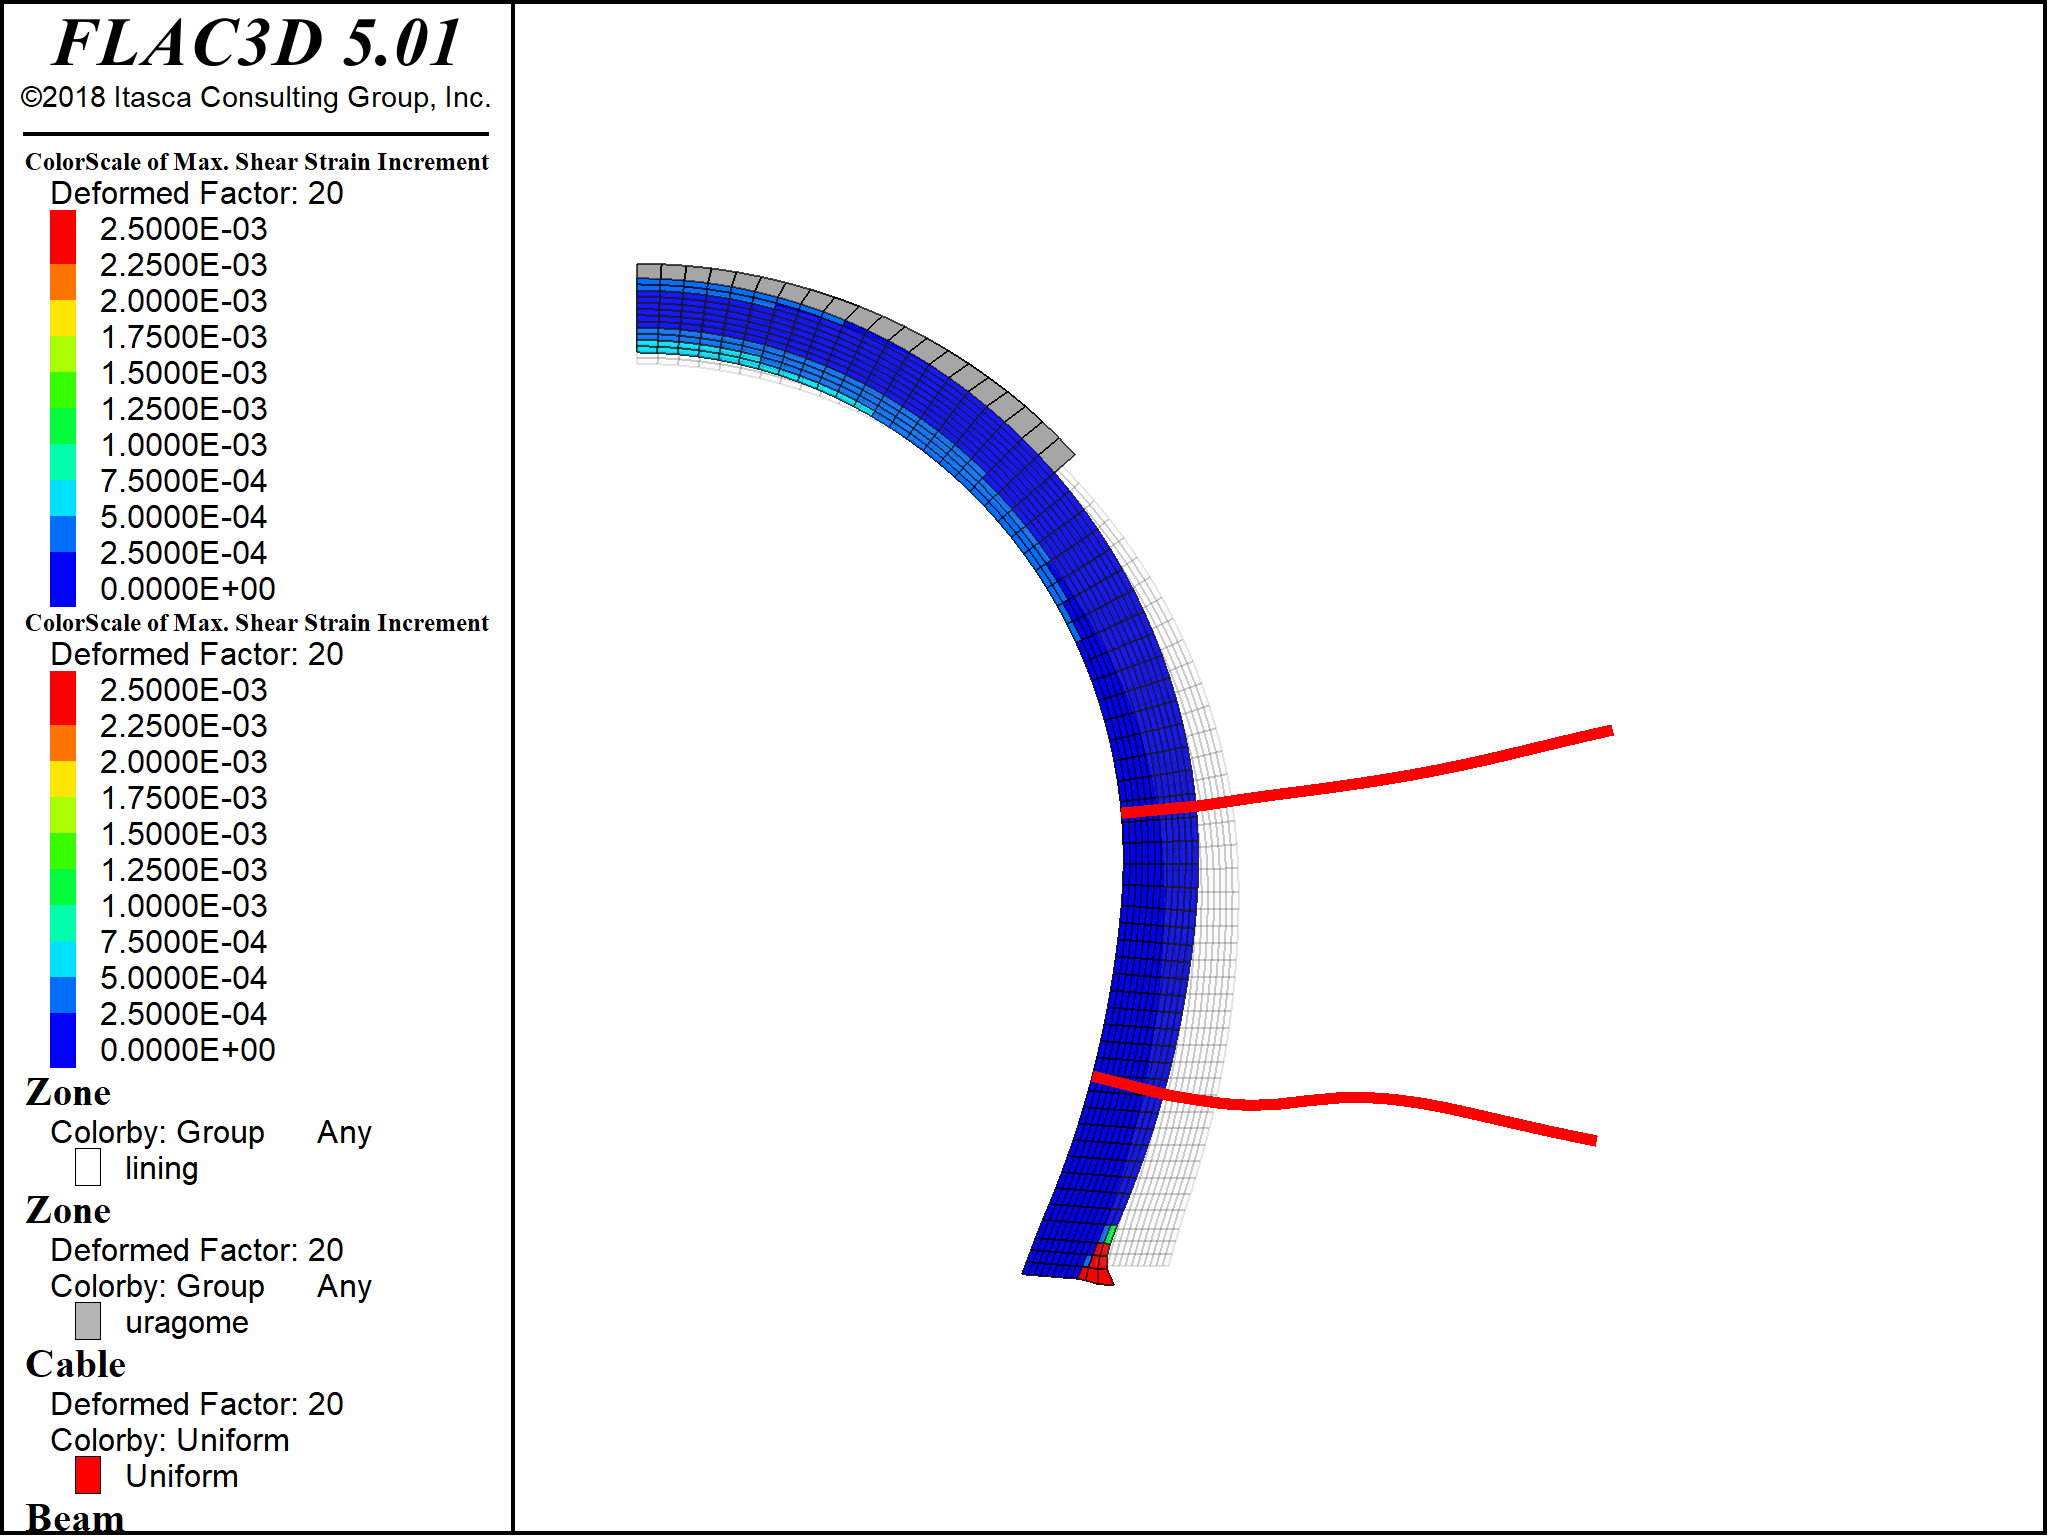 FLAC3D 5.01
©2018 Itasca Consulting Group, Inc.
ColorScale of Max. Shear Strain Increment
Deformed Factor: 20
2.5000E-03
2.2500E-03
2.0000E-03
1.7500E-03
1.5000E-03
1.2500E-03
1.0000E-03
7.5000E-04
5.0000E-04
2.5000E-04
0.0000E+00
ColorScale of Max. Shear Strain Increment
Deformed Factor: 20
2.5000E-03
2.2500E-03
2.0000E-03
1.7500E-03
1.5000E-03
1.2500E-03
1.0000E-03
7.5000E-04
5.0000E-04
2.5000E-04
0.0000E+00
Zone
Colorby: Group Any
lining
Zone
Deformed Factor: 20
Colorby: Group Any
uragome
Cable
Deformed Factor: 20
Colorby: Uniform
Uniform
Beam